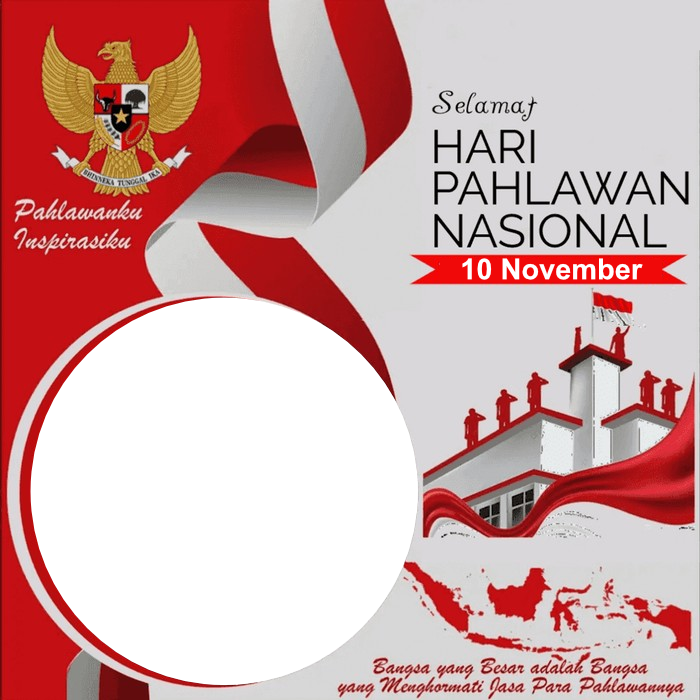 BHINNEKA TUNGGAL IKA
Pahlawanku
Inspirasiku
Selamat
HARI
PAHLAWAN
NASIONAL
10 November
Bangsa yang Besar adalah Bangsa
yang Menghormati Jasa Para Pahlawannya